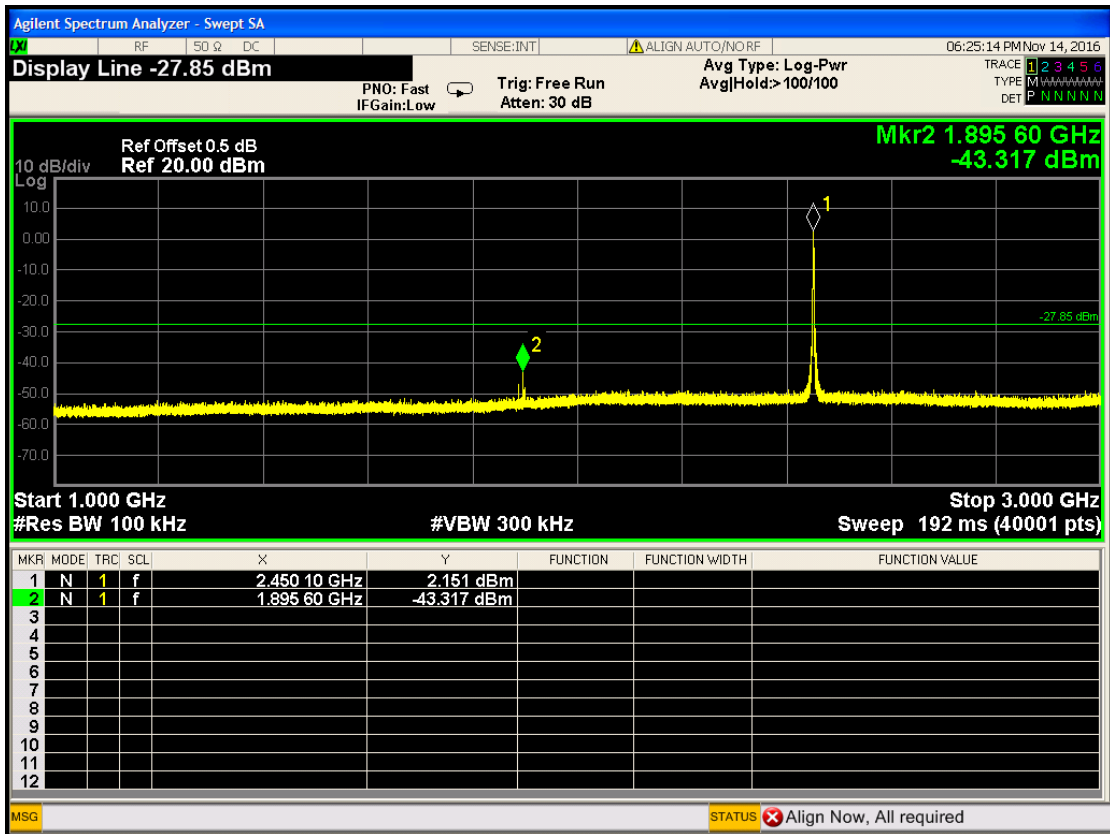 Agilent Spectrum Analyzer - Swept SA
LXI RF 50 Ω DC SENSE:INT ALIGN AUTO/NO RF 06:25:14 PM Nov 14, 2016
Display Line -27.85 dBm
PNO: Fast
IFGain:Low
Trig: Free Run
Atten: 30 dB
Avg Type: Log-Pwr
Avg|Hold:>100/100
TRACE 1 2 3 4 5 6
TYPE M WWWWW
DET P N N N N N
Mkr2 1.895 60 GHz
-43.317 dBm
Ref Offset 0.5 dB
10 dB/div Ref 20.00 dBm
Log
10.0
0.00
-10.0
-20.0
-30.0
-40.0
-50.0
-60.0
-70.0
1
-27.85 dBm
2
Start 1.000 GHz Stop 3.000 GHz
#Res BW 100 kHz #VBW 300 kHz Sweep 192 ms (40001 pts)
MKR MODE TRC SCL X Y FUNCTION FUNCTION WIDTH FUNCTION VALUE
1 N 1 f 2.450 10 GHz 2.151 dBm
2 N 1 f 1.895 60 GHz -43.317 dBm
3
4
5
6
7
8
9
10
11
12
MSG STATUS Align Now, All required